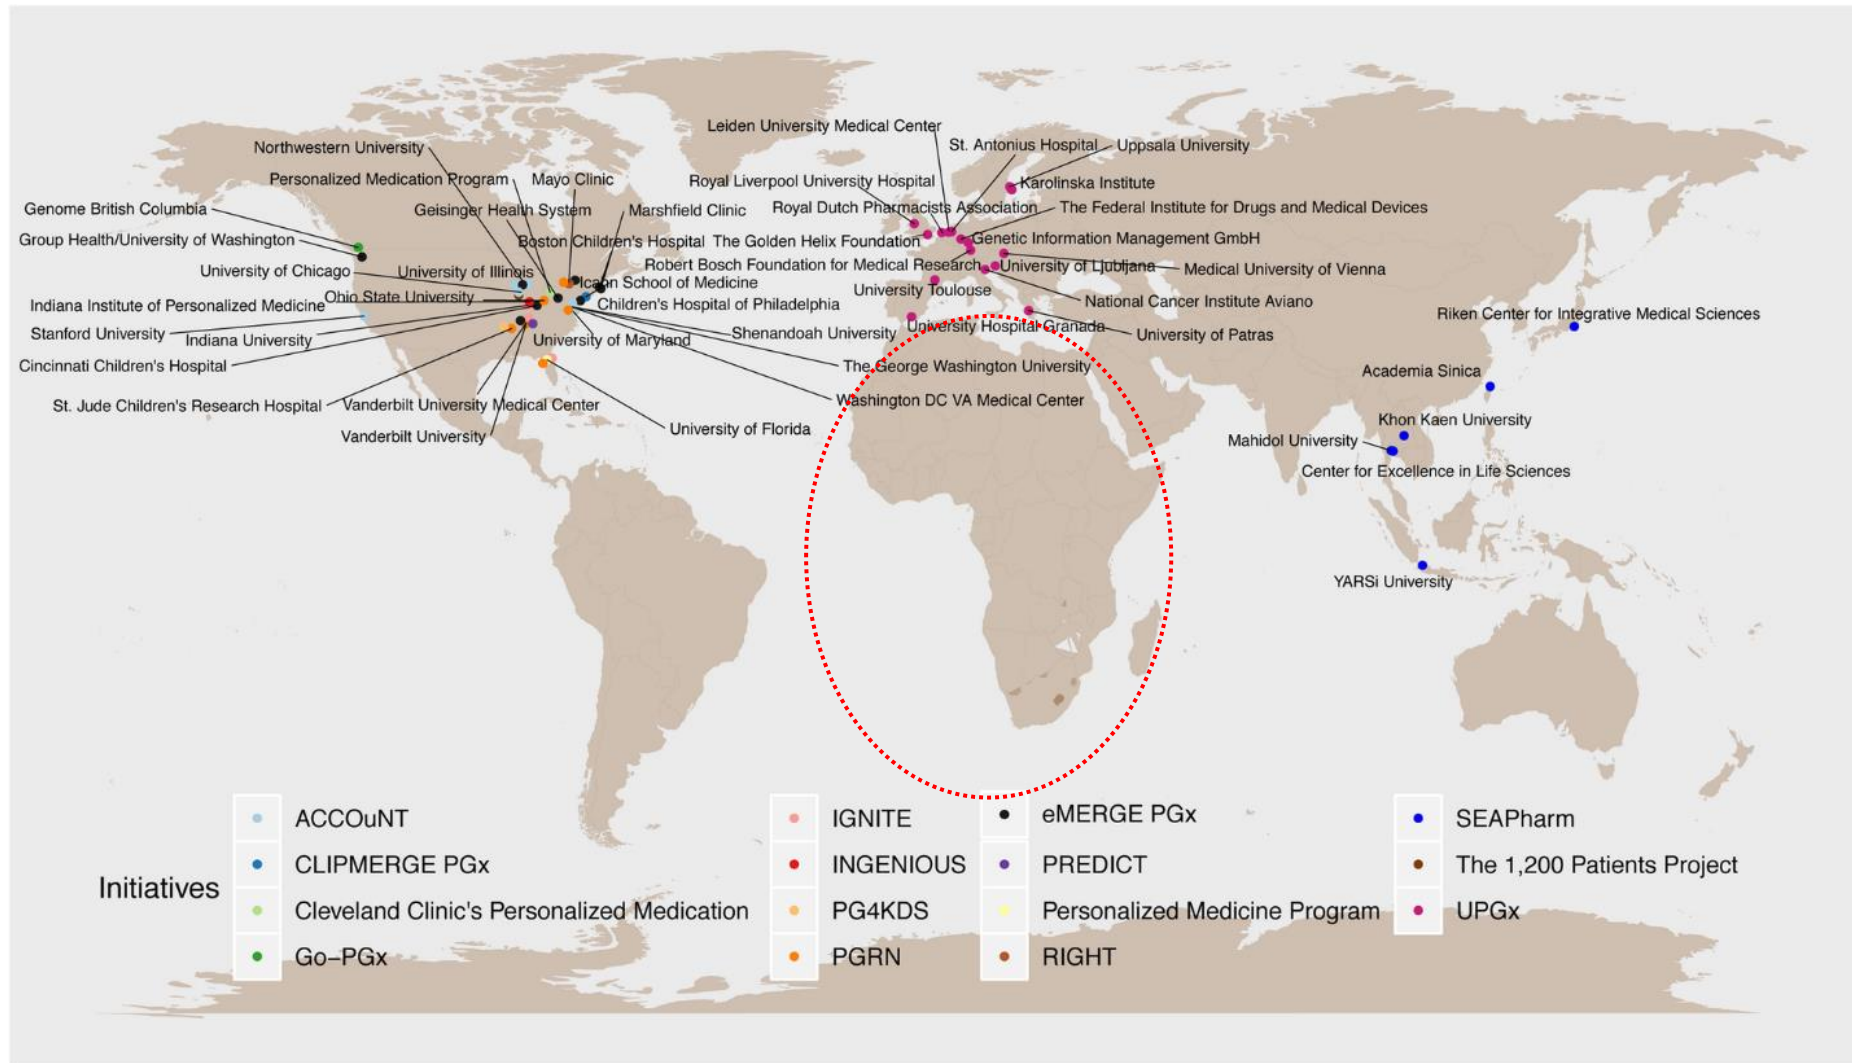 Leiden University Medical Center
St. Antonius Hospital
Uppsala University
Northwestern University
Personalized Medication Program
Mayo Clinic
Royal Liverpool University Hospital
Karolinska Institute
Genome British Columbia
Geisinger Health System
Marshfield Clinic
Royal Dutch Pharmacists Association
The Federal Institute for Drugs and Medical Devices
Group Health/University of Washington
Boston Children's Hospital
The Golden Helix Foundation
Genetic Information Management GmbH
University of Chicago
University of Illinois
Robert Bosch Foundation for Medical Research
University of Ljubljana
Medical University of Vienna
Icahn School of Medicine
University Toulouse
Indiana Institute of Personalized Medicine
Ohio State University
Children's Hospital of Philadelphia
National Cancer Institute Aviano
Riken Center for Integrative Medical Sciences
Stanford University
Indiana University
University of Maryland
Shenandoah University
University Hospital Granada
University of Patras
Cincinnati Children's Hospital
The George Washington University
Academia Sinica
St. Jude Children's Research Hospital
Vanderbilt University Medical Center
Washington DC VA Medical Center
Khon Kaen University
Vanderbilt University
University of Florida
Mahidol University
Center for Excellence in Life Sciences
YARSi University
Initiatives
ACCOuNT
CLIPMERGE PGx
Cleveland Clinic's Personalized Medication
Go-PGx
IGNITE
INGENIOUS
PG4KDS
PGRN
eMERGE PGx
PREDICT
Personalized Medicine Program
RIGHT
SEAPharm
The 1,200 Patients Project
UPGx